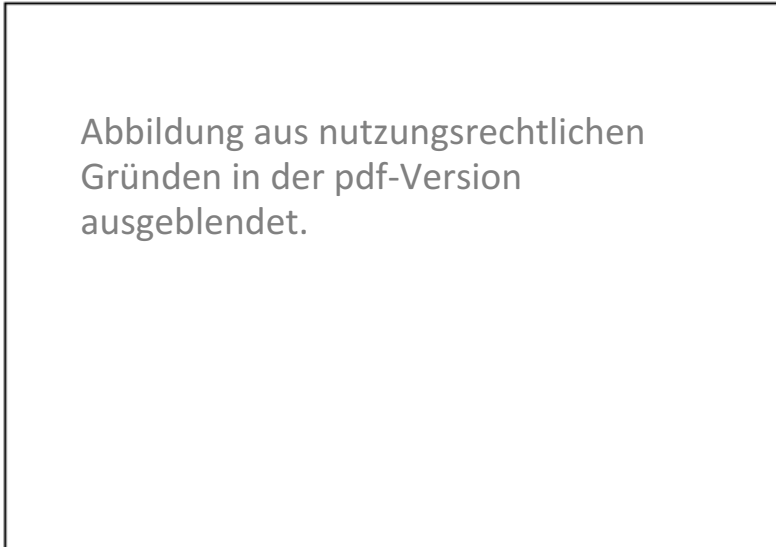 Abbildung aus nutzungsrechtlichen
Gründen in der pdf-Version
ausgeblendet.